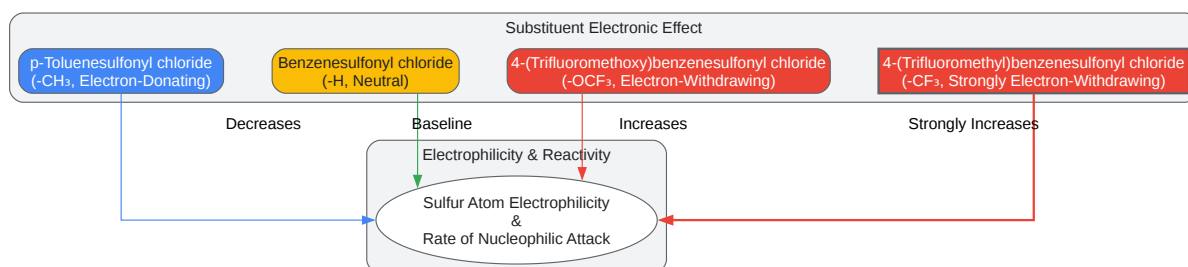 Substituent Electronic Effect
p-Toluenesulfonyl chloride
(-CH₃, Electron-Donating)
Benzenesulfonyl chloride
(-H, Neutral)
4-(Trifluoromethoxy)benzenesulfonyl chloride
(-OCF₃, Electron-Withdrawing)
4-(Trifluoromethyl)benzenesulfonyl chloride
(-CF₃, Strongly Electron-Withdrawing)
Decreases
Baseline
Increases
Strongly Increases
Electrophilicity & Reactivity
Sulfur Atom Electrophilicity
&
Rate of Nucleophilic Attack